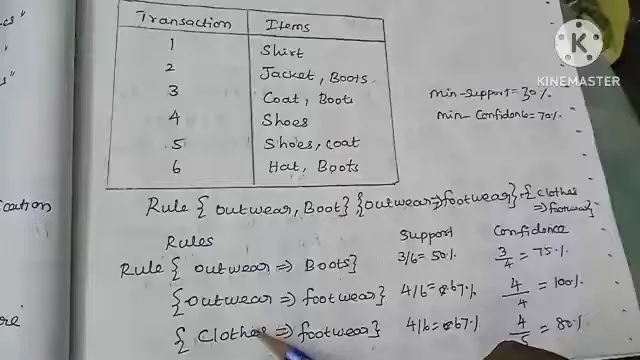 Transaction Items
1 Shirt
2 Jacket, Boots
3 Coat, Boots
4 Shoes
5 Shoes, coat
6 Hat, Boots
KINEMASTER
min-support=30%
min-Confidence=70%
Rule {outwear, Boot} {outwear⇒footwear}, {clothes
⇒footwear}
Rules Support Confidence
Rule { outwear ⇒ Boots} 3/6=50% 3/4 = 75%
{outwear ⇒ footwear} 4/6=67% 4/4 = 100%
{ Clothes ⇒ footwear} 4/6=67% 4/5 = 80%